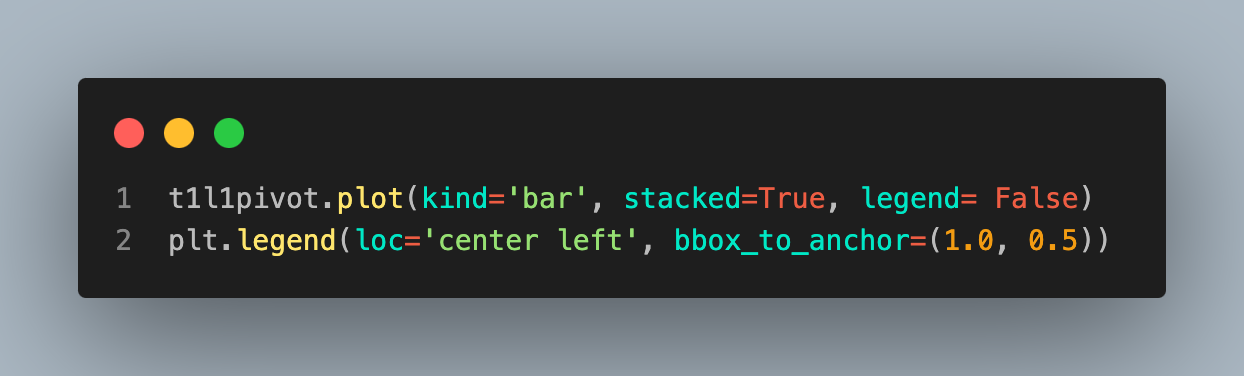 1 t1l1pivot.plot(kind='bar', stacked=True, legend= False)
2 plt.legend(loc='center left', bbox_to_anchor=(1.0, 0.5))